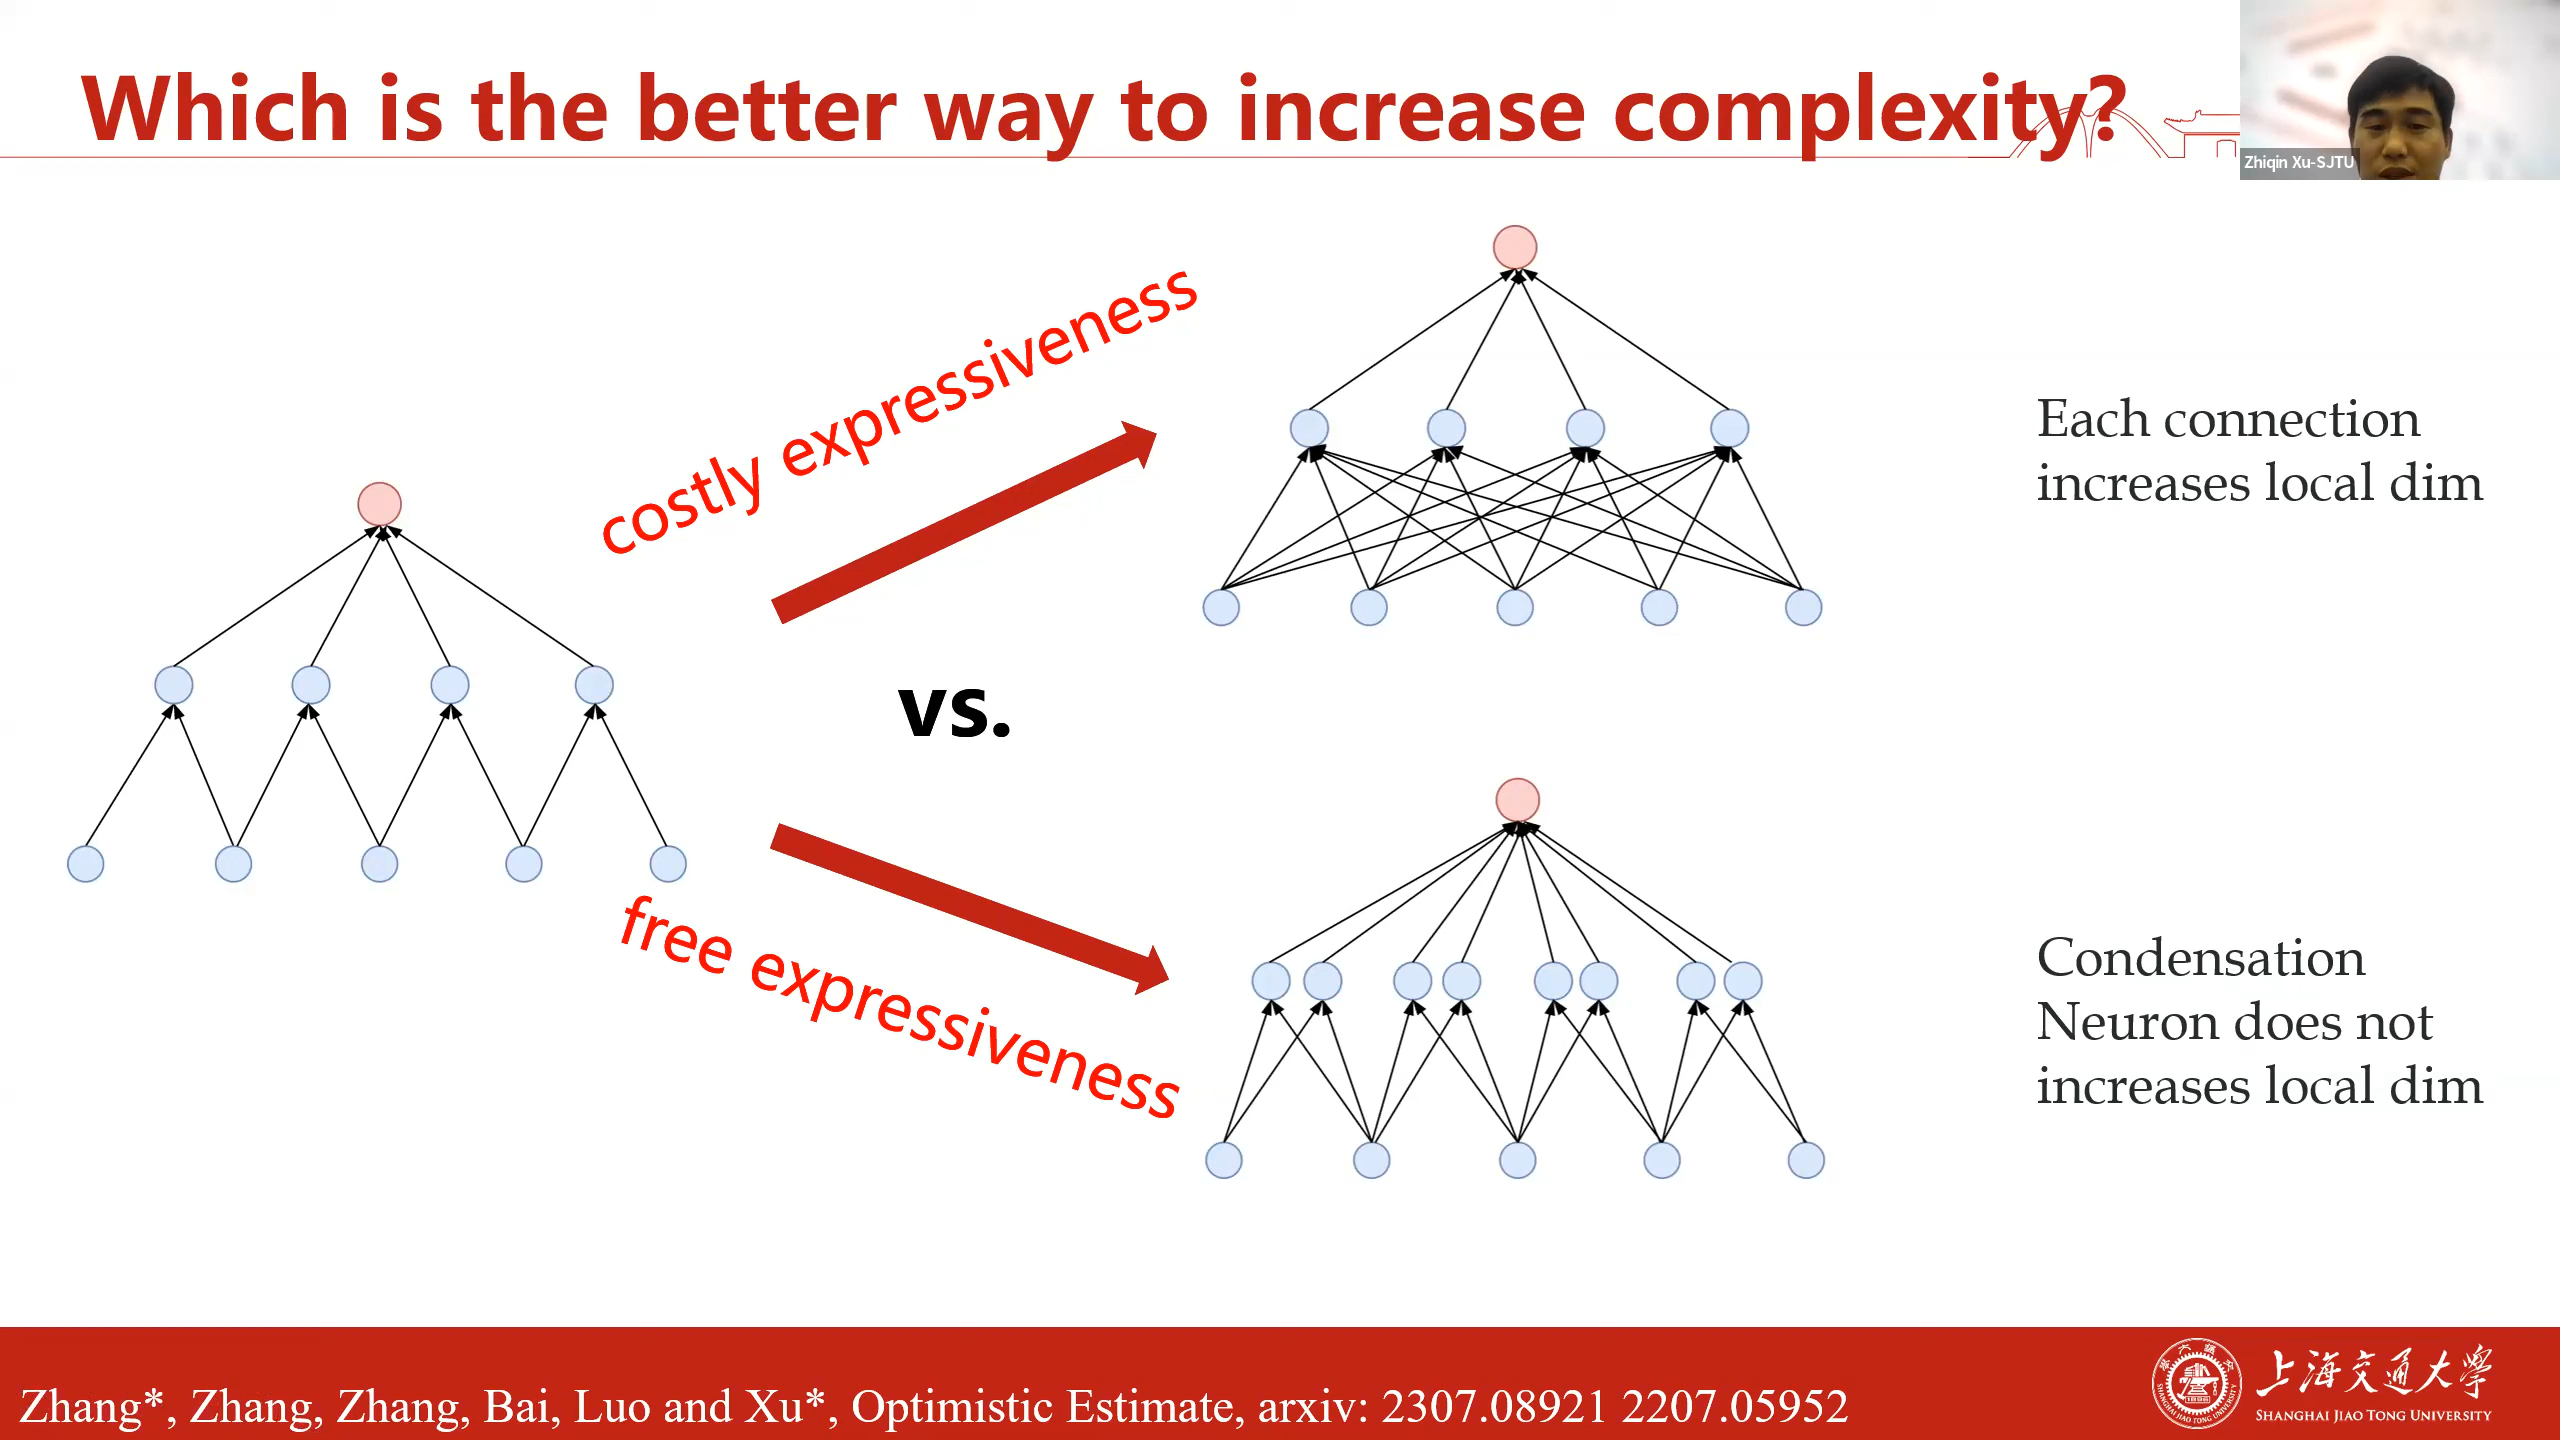 Which is the better way to increase complexity?
Zhiqin Xu-SJTU
costly expressiveness
Each connection
increases local dim
vs.
free expressiveness
Condensation
Neuron does not
increases local dim
Zhang*, Zhang, Zhang, Bai, Luo and Xu*, Optimistic Estimate, arxiv: 2307.08921 2207.05952
上海交通大學
SHANGHAI JIAO TONG UNIVERSITY